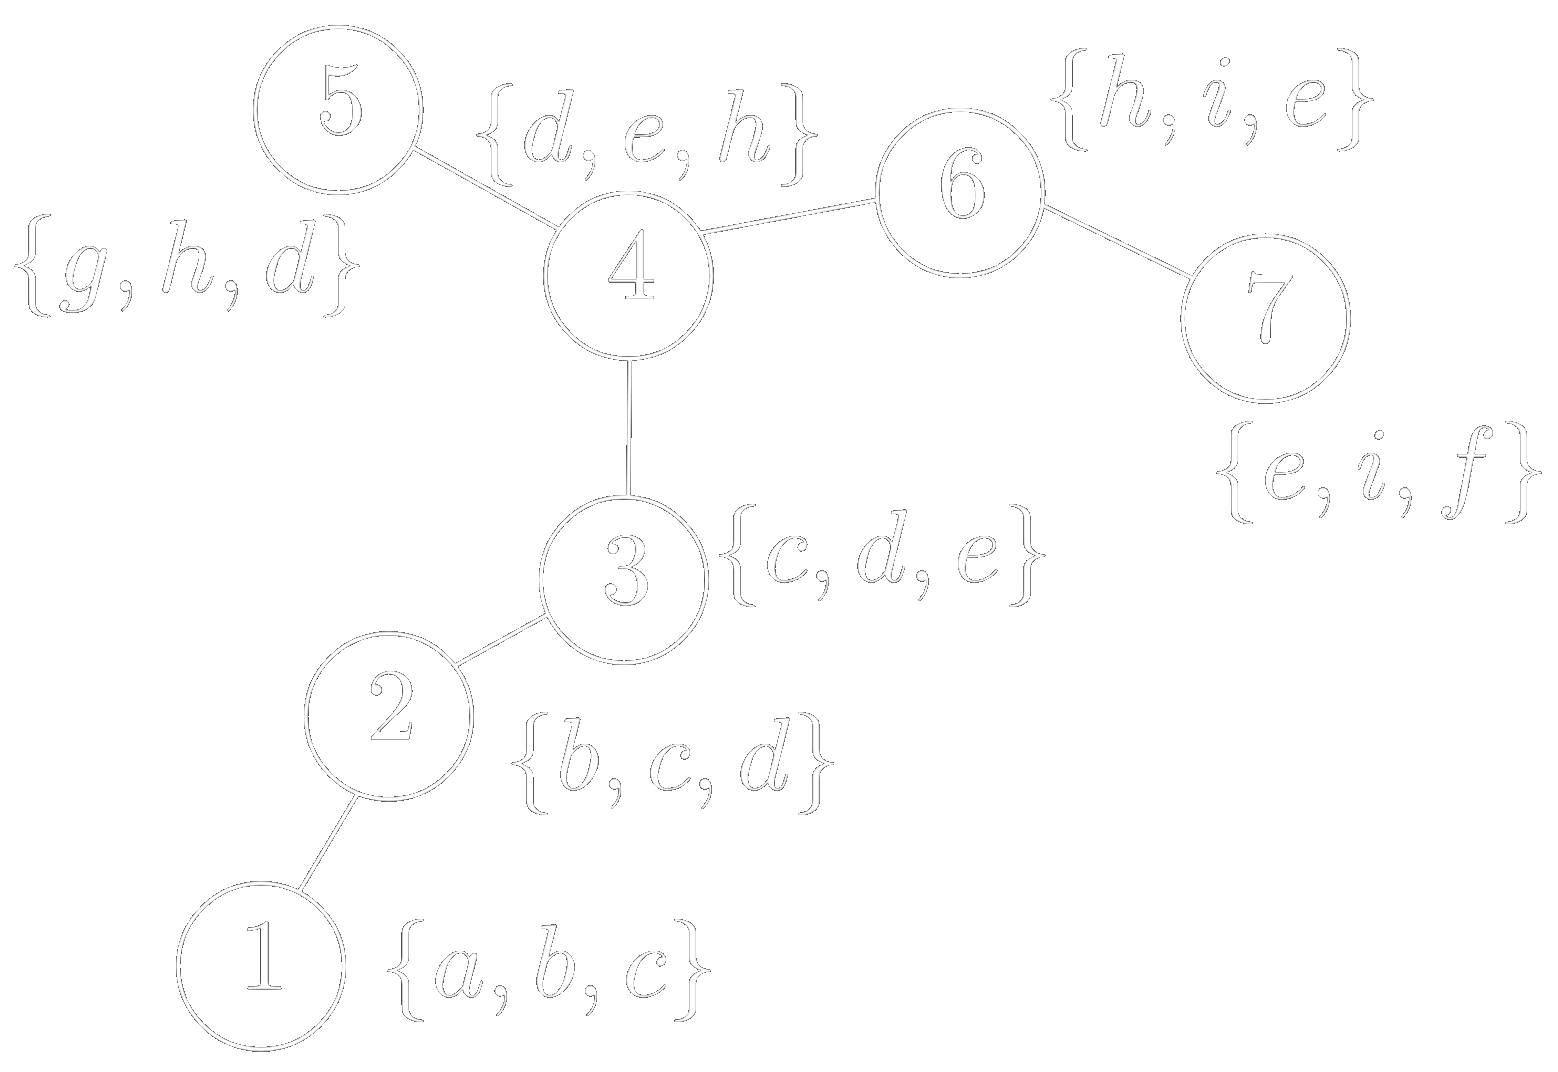 5
{d, e, h}
{h, i, e}
6
{g, h, d}
4
7
{e, i, f}
3
{c, d, e}
2
{b, c, d}
1
{a, b, c}